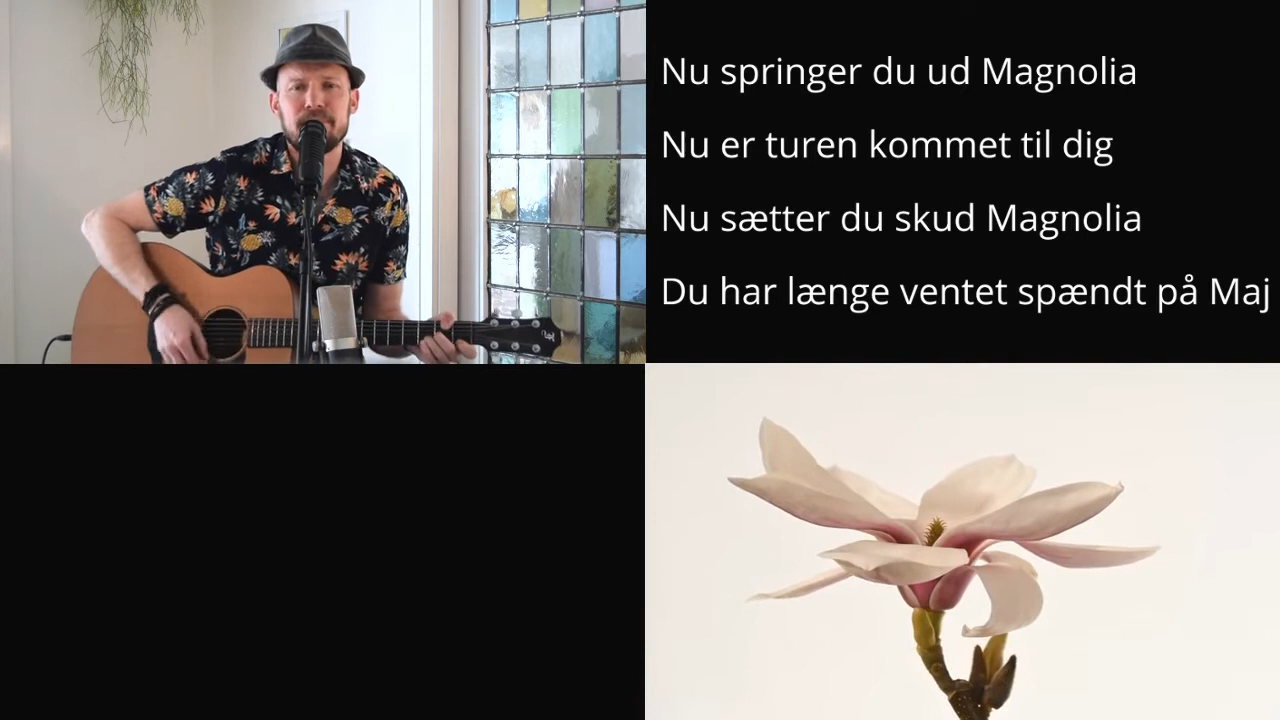 Nu springer du ud Magnolia
Nu er turen kommet til dig
Nu sætter du skud Magnolia
Du har længe ventet spændt på Maj